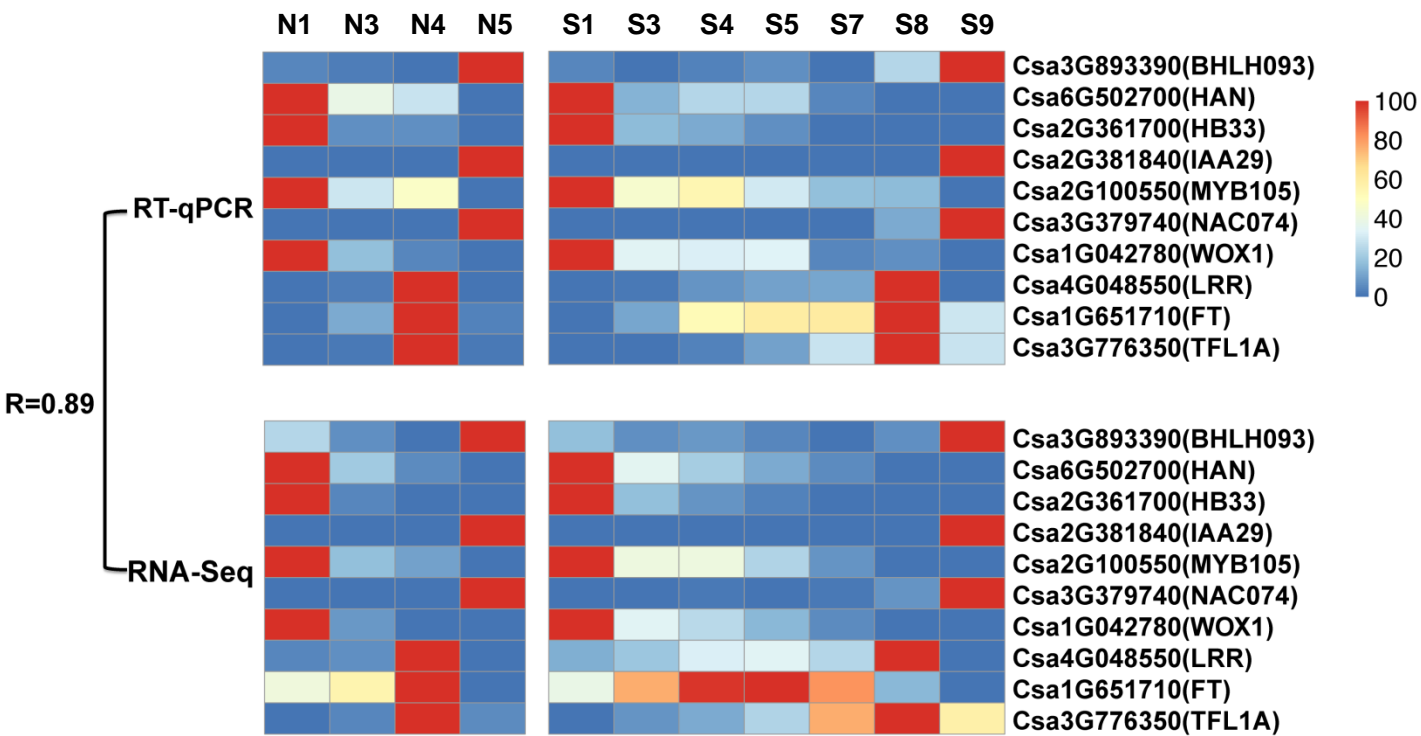 N1 N3 N4 N5 S1 S3 S4 S5 S7 S8 S9
Csa3G893390(BHLH093)
Csa6G502700(HAN)
Csa2G361700(HB33)
Csa2G381840(IAA29)
Csa2G100550(MYB105)
Csa3G379740(NAC074)
Csa1G042780(WOX1)
Csa4G048550(LRR)
Csa1G651710(FT)
Csa3G776350(TFL1A)
100
80
60
40
20
0
RT-qPCR
R=0.89
RNA-Seq
Csa3G893390(BHLH093)
Csa6G502700(HAN)
Csa2G361700(HB33)
Csa2G381840(IAA29)
Csa2G100550(MYB105)
Csa3G379740(NAC074)
Csa1G042780(WOX1)
Csa4G048550(LRR)
Csa1G651710(FT)
Csa3G776350(TFL1A)